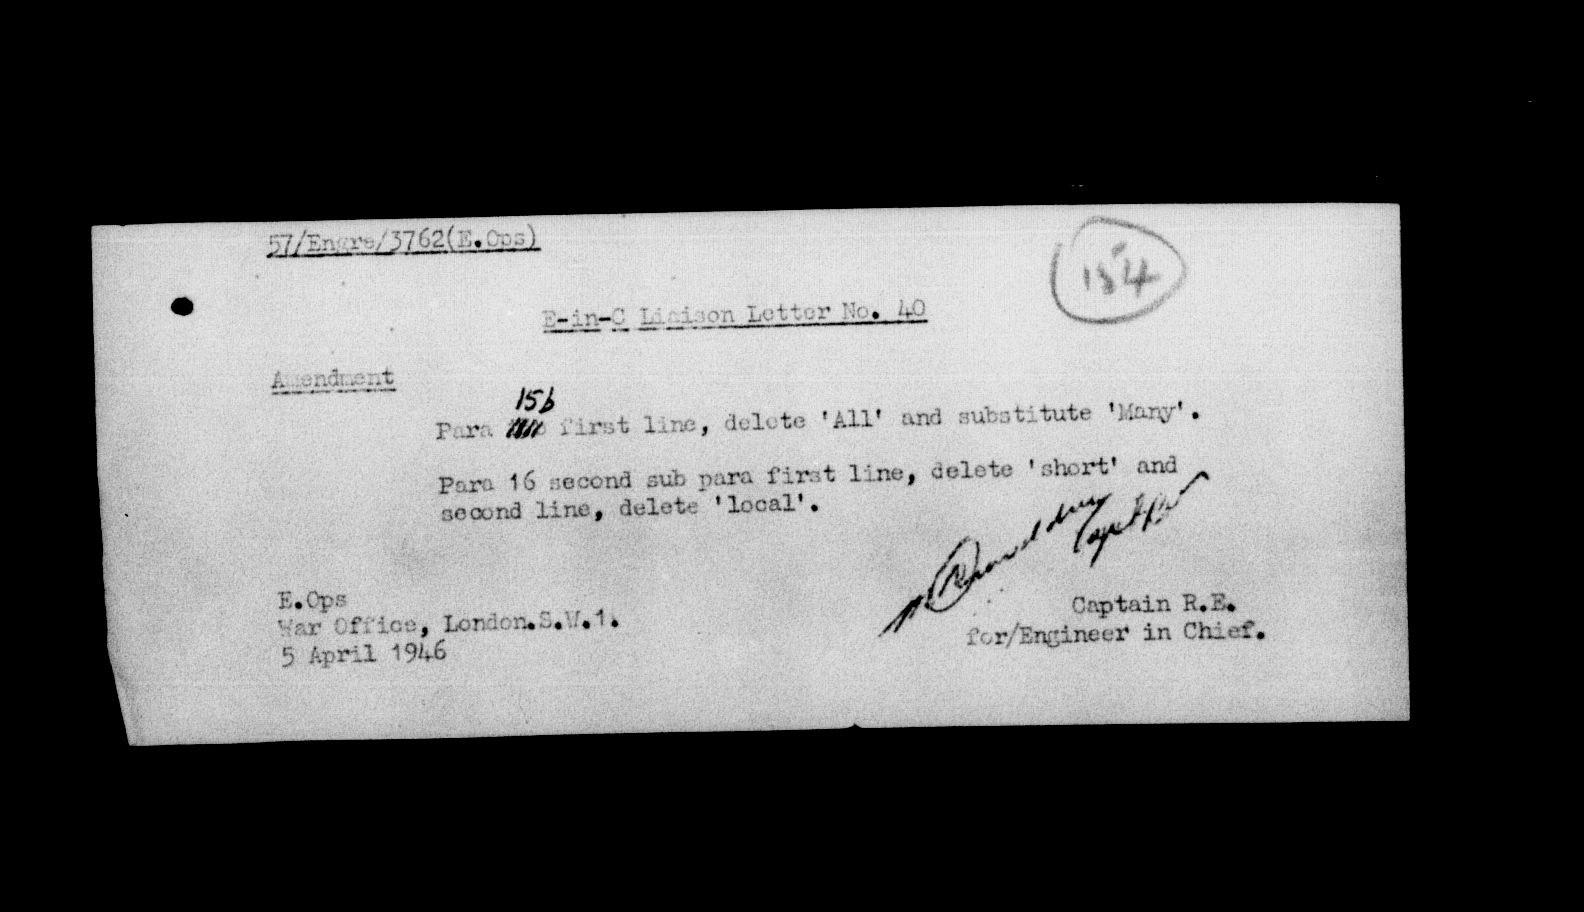 57/Engrs/3762(E.Ops)
154
E-in-C Liaison Letter No. 40
Amendment
15b
Para first line, delete 'All' and substitute 'Many'.
Para 16 second sub para first line, delete 'short' and
second line, delete 'local'.
E.Ops
War Office, London.S.W.1.
5 April 1946
Captain R.E.
for/Engineer in Chief.